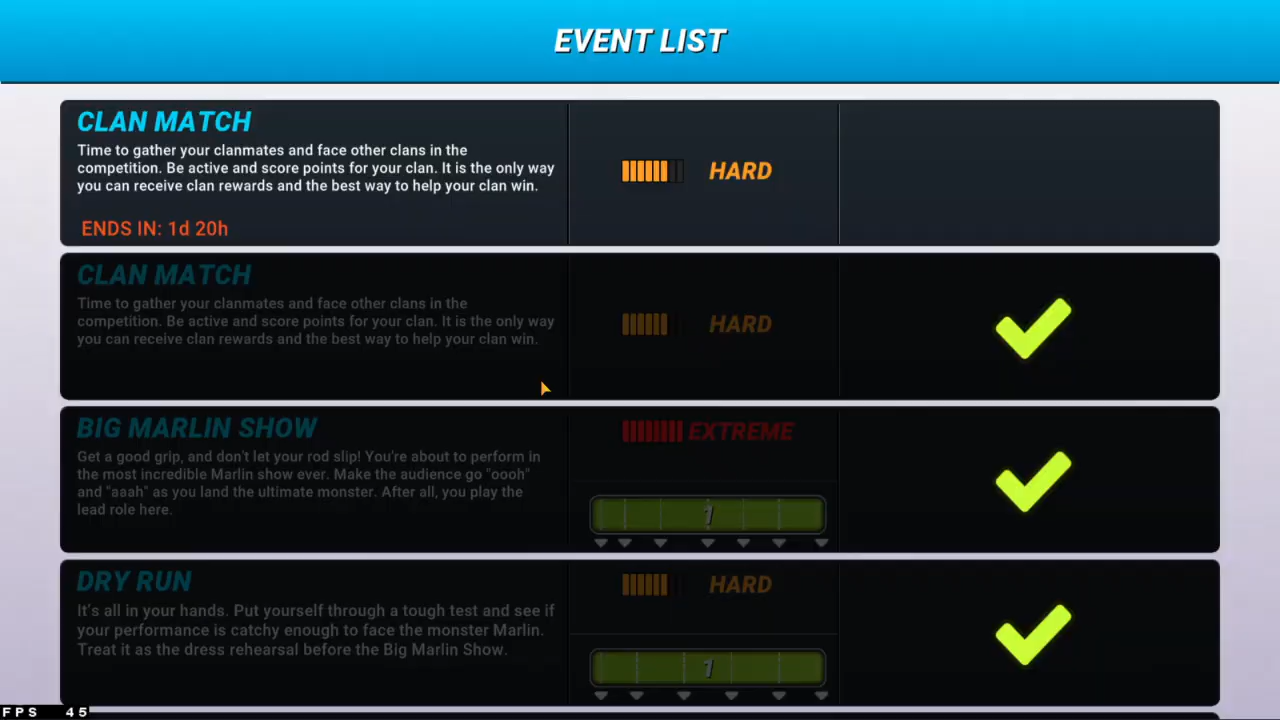 EVENT LIST
CLAN MATCH
Time to gather your clanmates and face other clans in the
competition. Be active and score points for your clan. It is the only way
you can receive clan rewards and the best way to help your clan win.
ENDS IN: 1d 20h
HARD
CLAN MATCH
Time to gather your clanmates and face other clans in the
competition. Be active and score points for your clan. It is the only way
you can receive clan rewards and the best way to help your clan win.
HARD
BIG MARLIN SHOW
Get a good grip, and don't let your rod slip! You're about to perform in
the most incredible Marlin show ever. Make the audience go "oooh"
and "aaah" as you land the ultimate monster. After all, you play the
lead role here.
EXTREME
1
DRY RUN
It's all in your hands. Put yourself through a tough test and see if
your performance is catchy enough to face the monster Marlin.
Treat it as the dress rehearsal before the Big Marlin Show.
HARD
1
FPS 45